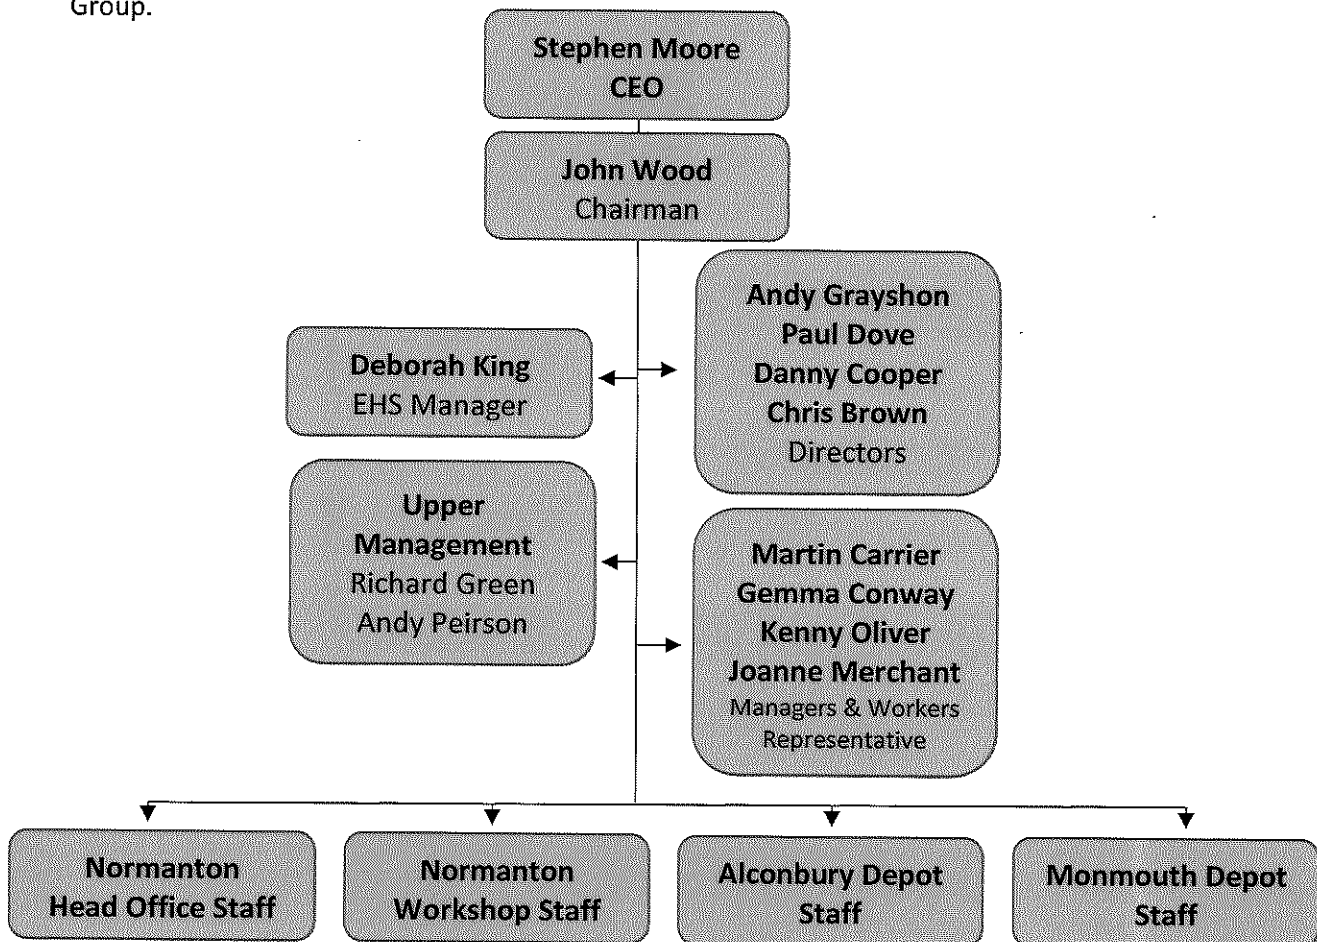 Group.
Stephen Moore
CEO
John Wood
Chairman
Andy Grayshon
Paul Dove
Danny Cooper
Chris Brown
Directors
Deborah King
EHS Manager
Upper
Management
Richard Green
Andy Peirson
Martin Carrier
Gemma Conway
Kenny Oliver
Joanne Merchant
Managers & Workers
Representative
Normanton
Head Office Staff
Normanton
Workshop Staff
Alconbury Depot
Staff
Monmouth Depot
Staff